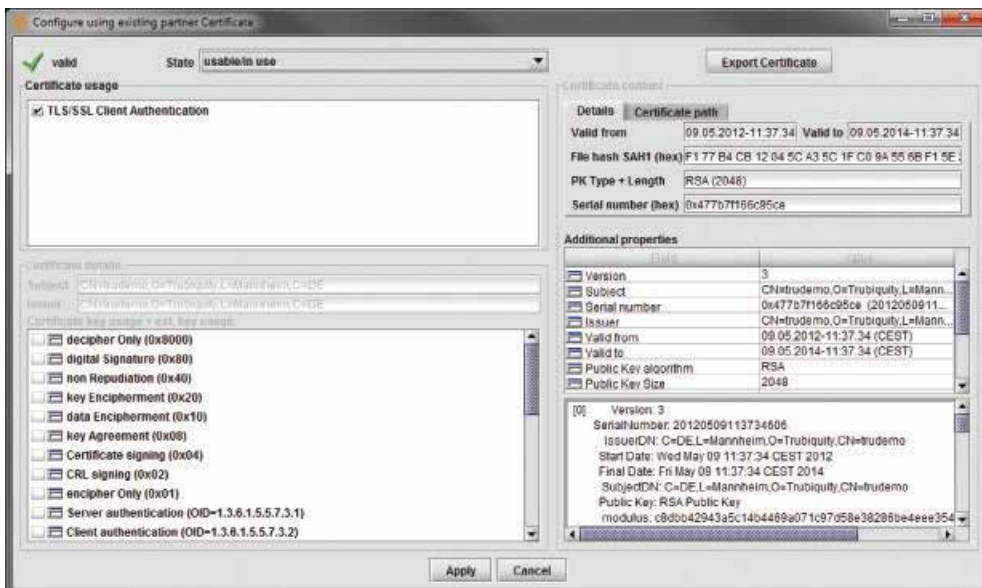 Configure using existing partner Certificate
valid
State usable/in use
Export Certificate
Certificate usage
TLS/SSL Client Authentication
Certificate content
Details Certificate path
Valid from 09.05.2012-11:37.34 Valid to 09.05.2014-11:37.34
File hash SAH1 (hex) F1 77 B4 CB 12 04 5C A3 5C 1F C0 9A 55 6B F1 5E
PK Type + Length RSA (2048)
Serial number (hex) 0x477b7f166c95ce
Certificate details
Subject CN=trudemo,O=Trubiquity,L=Mannheim,C=DE
Issuer CN=trudemo,O=Trubiquity,L=Mannheim,C=DE
Certificate key usage + ext. key usage
decipher Only (0x8000)
digital Signature (0x80)
non Repudiation (0x40)
key Encipherment (0x20)
data Encipherment (0x10)
key Agreement (0x08)
Certificate signing (0x04)
CRL signing (0x02)
encipher Only (0x01)
Server authentication (OID=1.3.6.1.5.5.7.3.1)
Client authentication (OID=1.3.6.1.5.5.7.3.2)
Additional properties
Field Value
Version 3
Subject CN=trudemo,O=Trubiquity,L=Mann...
Serial number 0x477b7f166c95ce (2012050911...
Issuer CN=trudemo,O=Trubiquity,L=Mann...
Valid from 09.05.2012-11:37.34 (CEST)
Valid to 09.05.2014-11:37.34 (CEST)
Public Key algorithm RSA
Public Key Size 2048
[0] Version: 3
SerialNumber: 20120509113734606
IssuerDN: C=DE,L=Mannheim,O=Trubiquity,CN=trudemo
Start Date: Wed May 09 11:37:34 CEST 2012
Final Date: Fri May 09 11:37:34 CEST 2014
SubjectDN: C=DE,L=Mannheim,O=Trubiquity,CN=trudemo
Public Key: RSA Public Key
modulus: c8dbb42943a5c14b4469a071c97d58e38286be4eee354
Apply Cancel